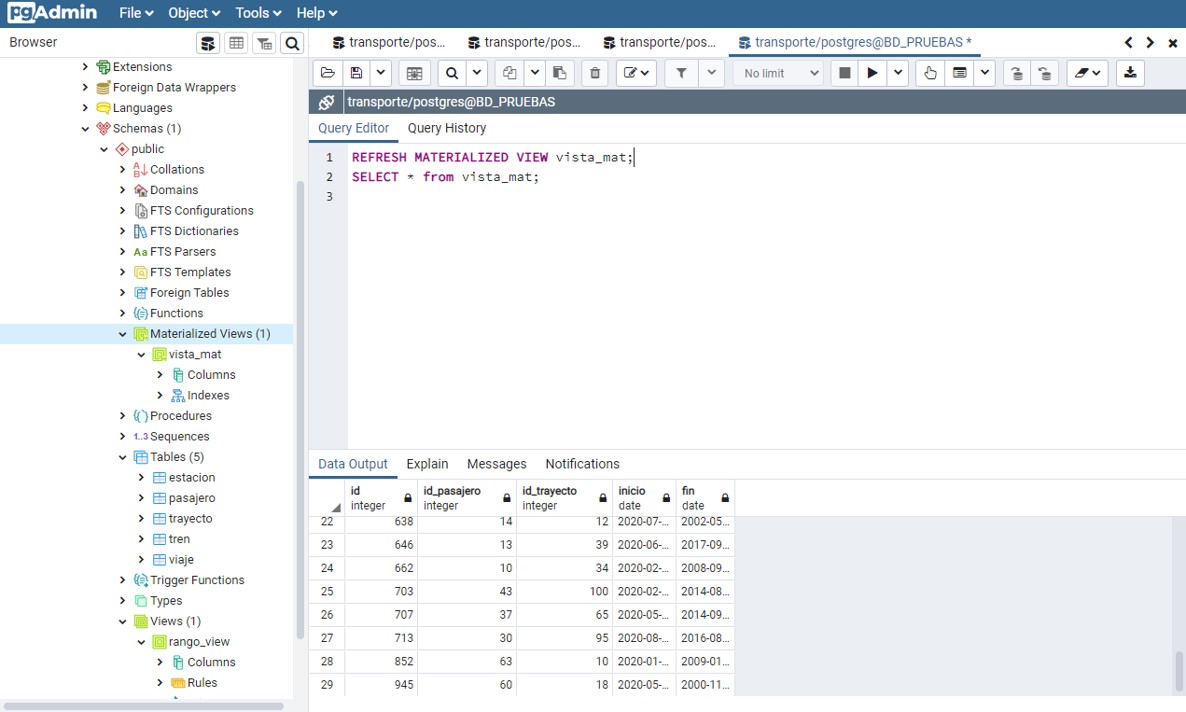 pgAdmin File Object Tools Help
Browser
transporte/pos... transporte/pos... transporte/pos... transporte/postgres@BD_PRUEBAS *
Extensions
Foreign Data Wrappers
Languages
Schemas (1)
public
Collations
Domains
FTS Configurations
FTS Dictionaries
Aa FTS Parsers
FTS Templates
Foreign Tables
Functions
Materialized Views (1)
vista_mat
Columns
Indexes
Procedures
1..3 Sequences
Tables (5)
estacion
pasajero
trayecto
tren
viaje
Trigger Functions
Types
Views (1)
rango_view
Columns
Rules
No limit
transporte/postgres@BD_PRUEBAS
Query Editor Query History
1 REFRESH MATERIALIZED VIEW vista_mat;
2 SELECT * from vista_mat;
3
Data Output Explain Messages Notifications
id id_pasajero id_trayecto inicio fin
integer integer integer date date
22 638 14 12 2020-07-... 2002-05...
23 646 13 39 2020-06-... 2017-09...
24 662 10 34 2020-02-... 2008-09...
25 703 43 100 2020-02-... 2014-08...
26 707 37 65 2020-05-... 2014-09...
27 713 30 95 2020-08-... 2016-08...
28 852 63 10 2020-01-... 2009-01...
29 945 60 18 2020-05-... 2000-11...